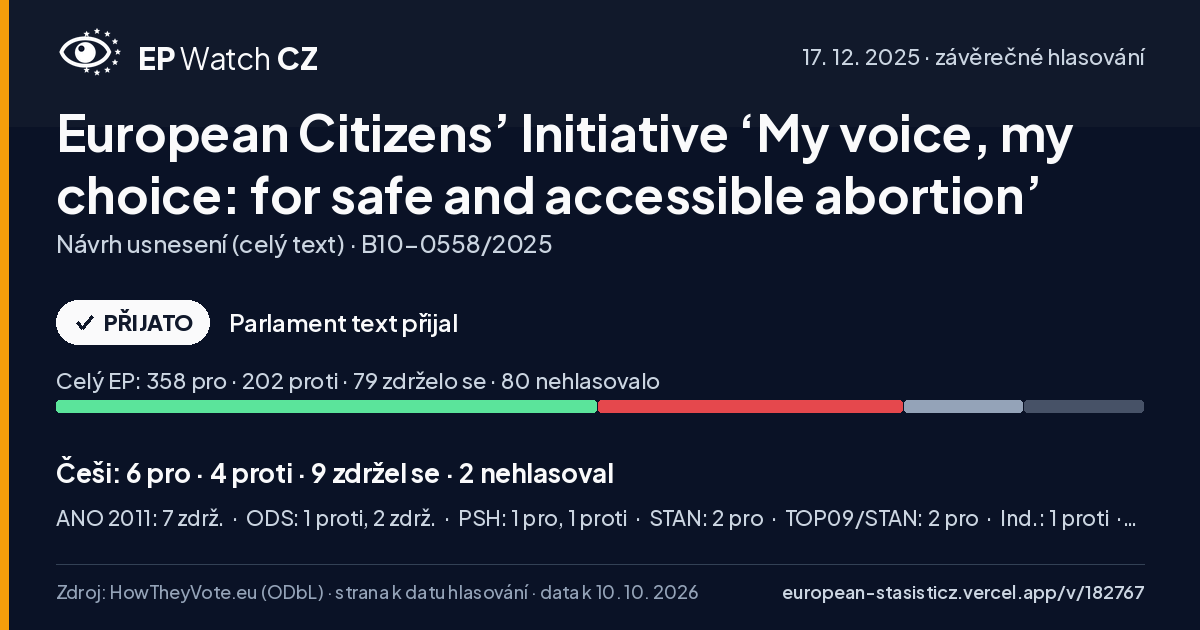 EP Watch CZ
17. 12. 2025 · závěrečné hlasování
European Citizens’ Initiative ‘My voice, my
choice: for safe and accessible abortion’
Návrh usnesení (celý text) · B10–0558/2025
✓ PŘIJATO
Parlament text přijal
Celý EP: 358 pro · 202 proti · 79 zdrželo se · 80 nehlasovalo
Češi: 6 pro · 4 proti · 9 zdržel se · 2 nehlasoval
ANO 2011: 7 zdrž. · ODS: 1 proti, 2 zdrž. · PSH: 1 pro, 1 proti · STAN: 2 pro · TOP09/STAN: 2 pro · Ind.: 1 proti ·…
Zdroj: HowTheyVote.eu (ODbL) · strana k datu hlasování · data k 10. 10. 2026
european-stasisticz.vercel.app/v/182767